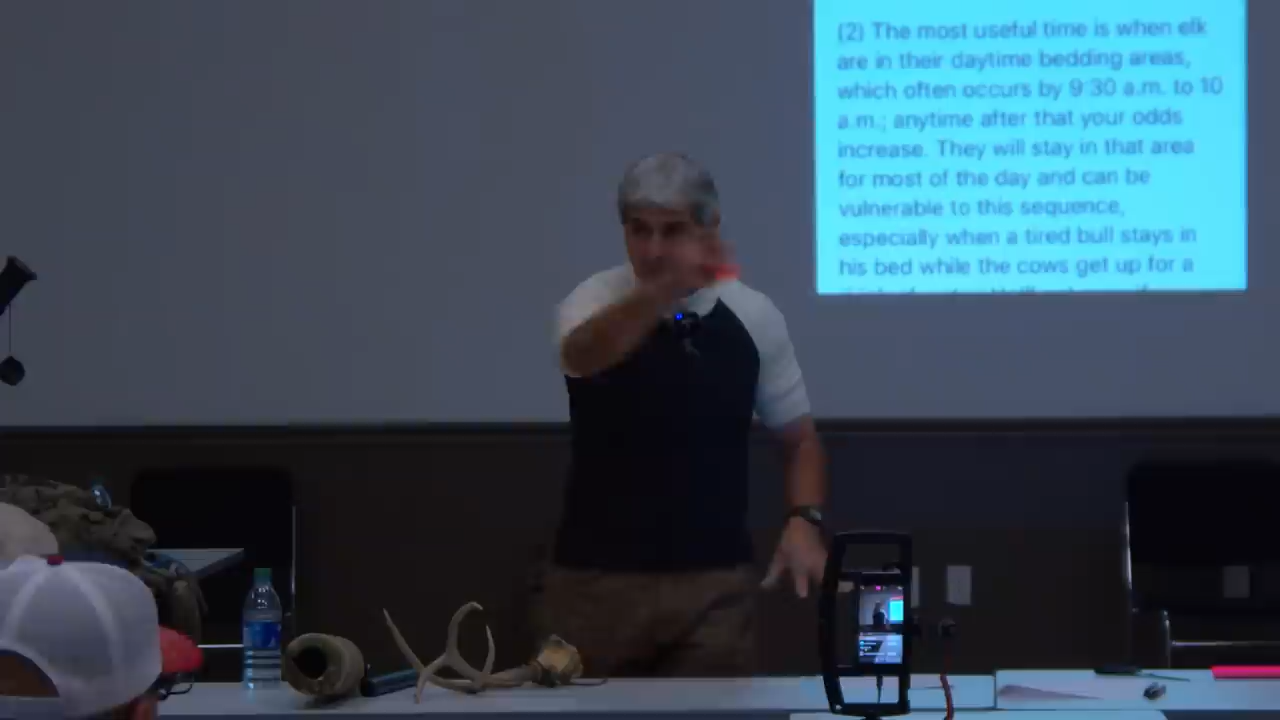 (2) The most useful time is when elk
are in their daytime bedding areas,
which often occurs by 9:30 a.m. to 10
a.m.; anytime after that your odds
increase. They will stay in that area
for most of the day and can be
vulnerable to this sequence,
especially when a tired bull stays in
his bed while the cows get up for a